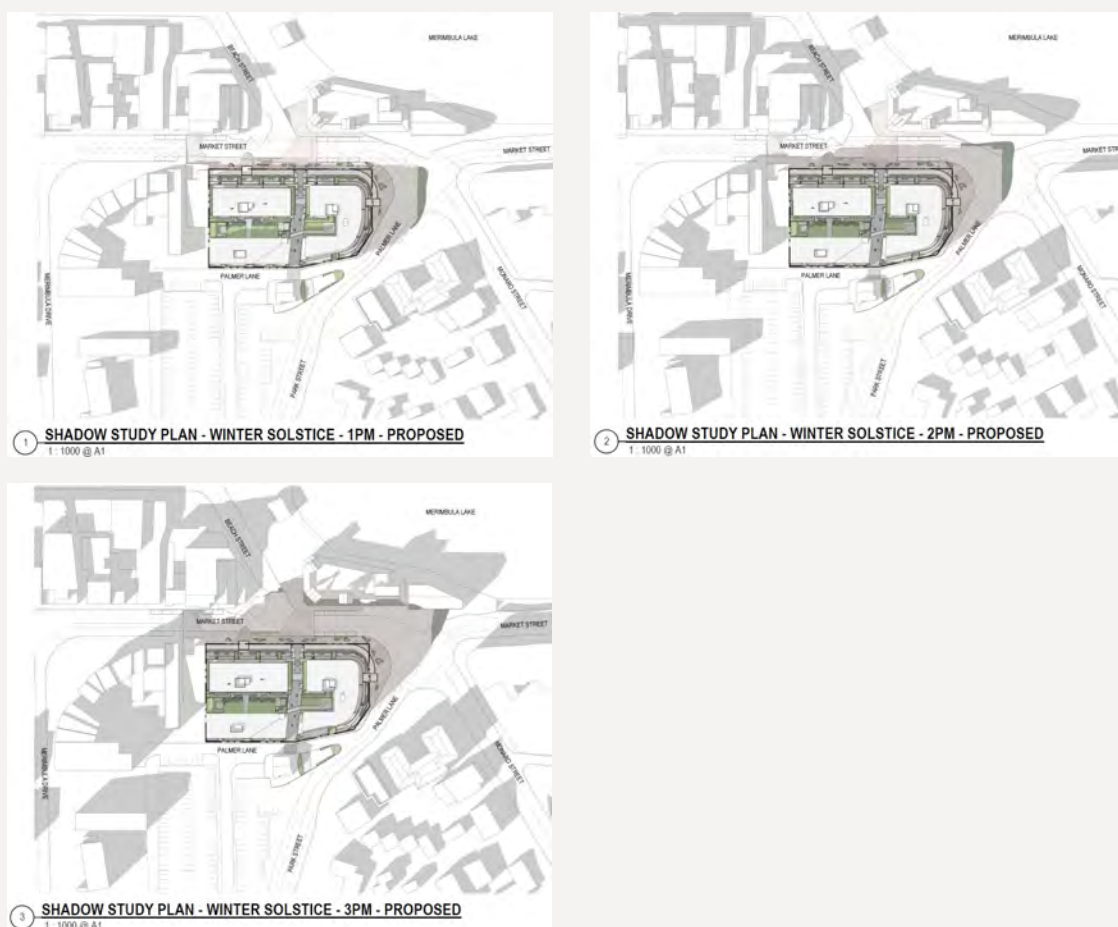 MERIMBULA LAKE
BEACH STREET
MARKET STREET
MARKET STREET
PALMER LANE
PALMER LANE
MONARO STREET
MERIMBULA DRIVE
PARK STREET
1 SHADOW STUDY PLAN - WINTER SOLSTICE - 1PM - PROPOSED
1 : 1000 @ A1
MERIMBULA LAKE
BEACH STREET
MARKET STREET
MARKET STR
PALMER LANE
PALMER LANE
MONARO STREET
MERIMBULA DRIVE
PARK STREET
2 SHADOW STUDY PLAN - WINTER SOLSTICE - 2PM - PROPOSED
1 : 1000 @ A1
MERIMBULA LAKE
BEACH STREET
MARKET STREET
MARKET STREET
PALMER LANE
PALMER LANE
MONARO STREET
MERIMBULA DRIVE
PARK STREET
3 SHADOW STUDY PLAN - WINTER SOLSTICE - 3PM - PROPOSED
1 : 1000 @ A1